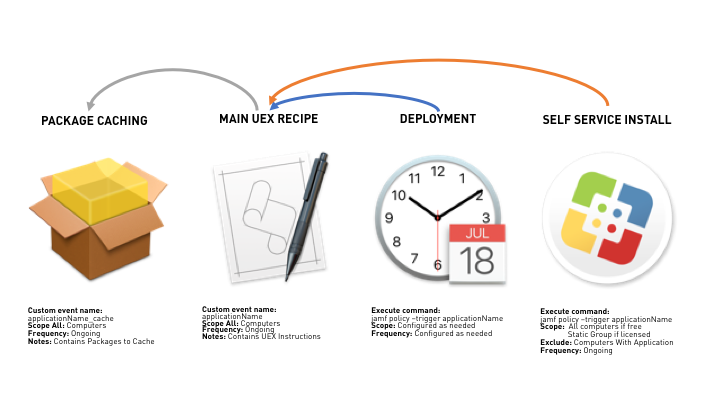 PACKAGE CACHING
MAIN UEX RECIPE
DEPLOYMENT
SELF SERVICE INSTALL
12
1
2
3
6
7
8
9
10
11
JUL
18
Custom event name:
applicationName_cache
Scope All: Computers
Frequency: Ongoing
Notes: Contains Packages to Cache
Custom event name:
applicationName
Scope All: Computers
Frequency: Ongoing
Notes: Contains UEX Instructions
Execute command:
jamf policy –trigger applicationName
Scope: Configured as needed
Frequency: Configured as needed
Execute command:
jamf policy –trigger applicationName
Scope: All computers if free
Static Group if licensed
Exclude: Computers With Application
Frequency: Ongoing